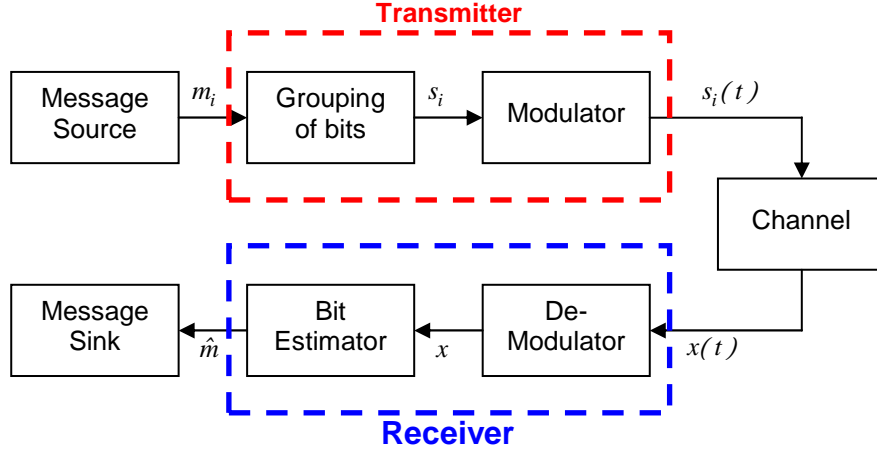 Transmitter
Message
Source
m_i
Grouping
of bits
s_i
Modulator
s_i(t)
Channel
Message
Sink
m̂
Bit
Estimator
x
De-
Modulator
x(t)
Receiver